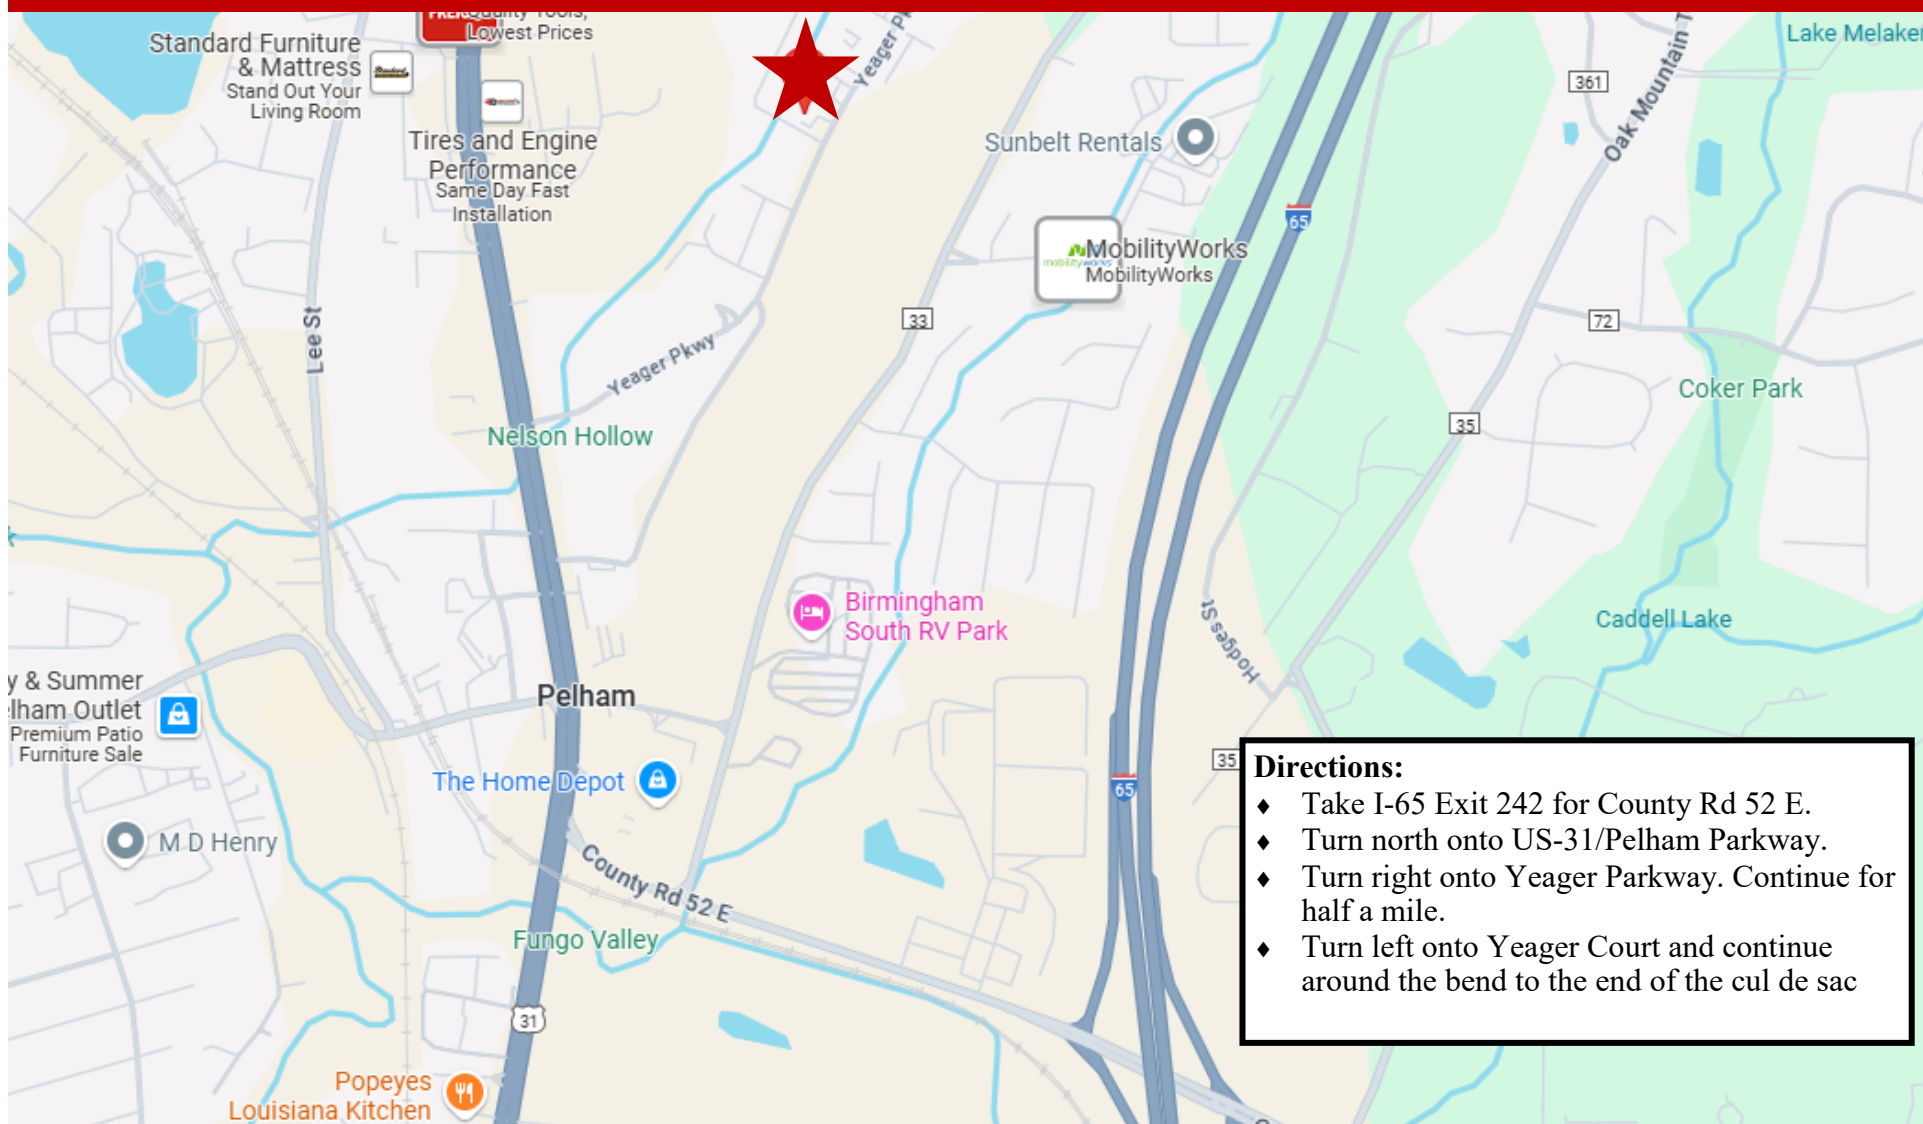 Quality Tools,
Lowest Prices
Standard Furniture
& Mattress
Stand Out Your
Living Room
Tires and Engine
Performance
Same Day Fast
Installation
Yeager
Lake
361
Oak Mountain
Sunbelt Rentals
65
MobilityWorks
MobilityWorks
mobilityworks
Lee St
33
72
Yeager Pkwy
Coker Park
35
Nelson Hollow
Birmingham
South RV Park
Hodges St
Caddell Lake
& Summer
Outlet
Premium Patio
Furniture Sale
Pelham
The Home Depot
65
35
M D Henry
County Rd 52 E
Fungo Valley
31
Popeyes
Louisiana Kitchen
Directions:
♦ Take I-65 Exit 242 for County Rd 52 E.
♦ Turn north onto US-31/Pelham Parkway.
♦ Turn right onto Yeager Parkway. Continue for
half a mile.
♦ Turn left onto Yeager Court and continue
around the bend to the end of the cul de sac